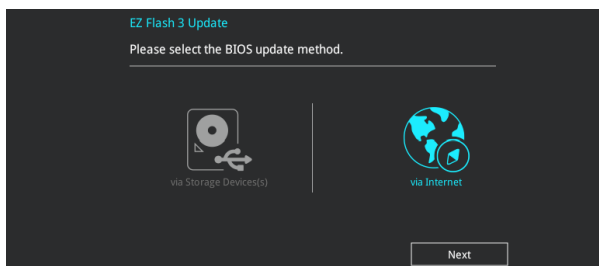 EZ Flash 3 Update
Please select the BIOS update method.
via Storage Devices(s)
via Internet
Next